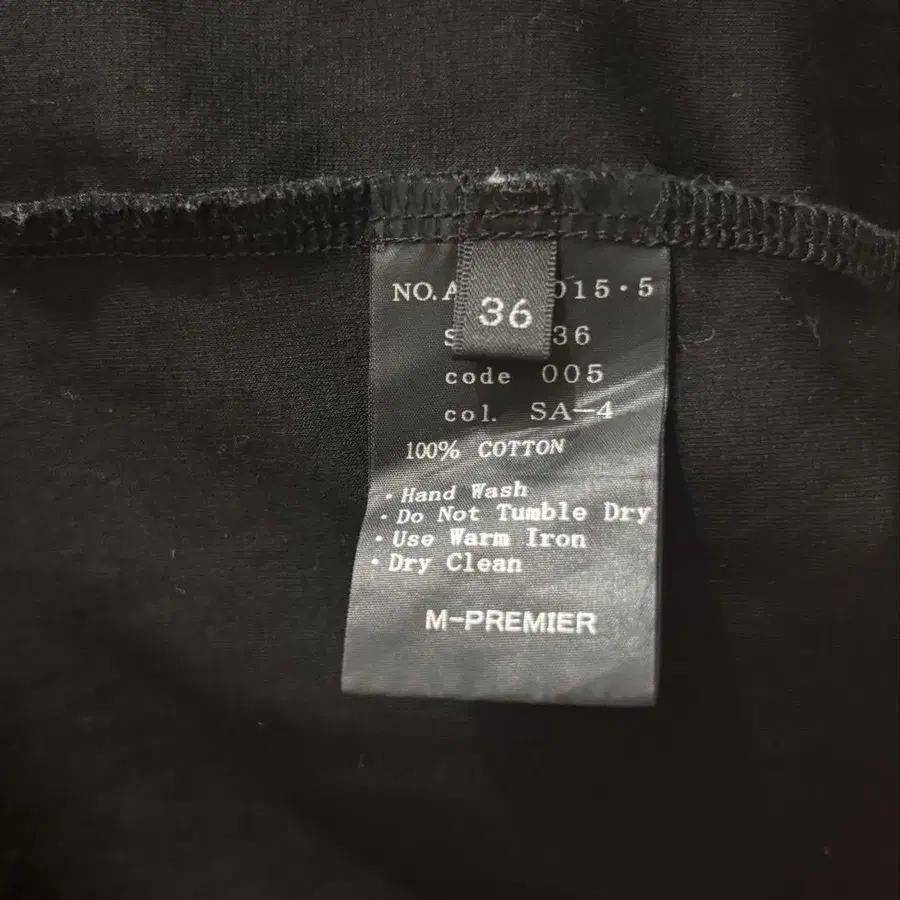 NO.A 015・5
36
S 36
code 005
col. SA-4
100% COTTON
・Hand Wash
・Do Not Tumble Dry
・Use Warm Iron
・Dry Clean
M-PREMIER